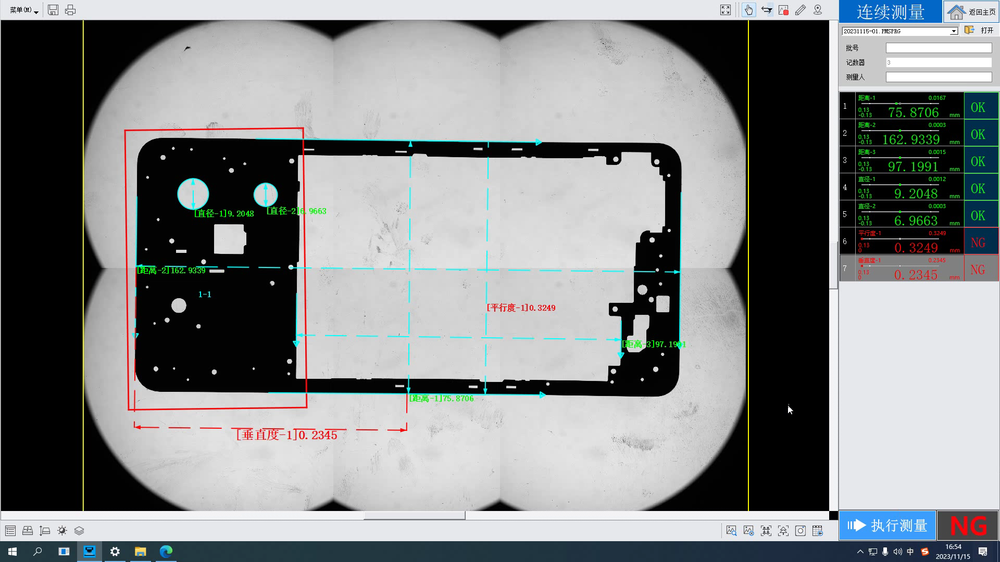 菜单(M)
连续测量
返回主页
20231115-01.PMSPRG
打开
批号
记数器
3
测量人
1
距离-1
0.0167
0.13
-0.13
75.8706
mm
OK
2
距离-2
0.0003
0.13
-0.13
162.9339
mm
OK
3
距离-3
0.0015
0.13
-0.13
97.1991
mm
OK
4
直径-1
0.0012
0.13
-0.13
9.2048
mm
OK
5
直径-2
0.0003
0.13
-0.13
6.9663
mm
OK
6
平行度-1
0.3249
0.13
0
0.3249
mm
NG
7
垂直度-1
0.2345
0.13
0
0.2345
mm
NG
[直径-1]9.2048
[直径-2]6.9663
[距离-2]162.9339
1-1
[平行度-1]0.3249
[距离-3]97.1991
[距离-1]75.8706
[垂直度-1]0.2345
执行测量
NG
中
16:54
2023/11/15